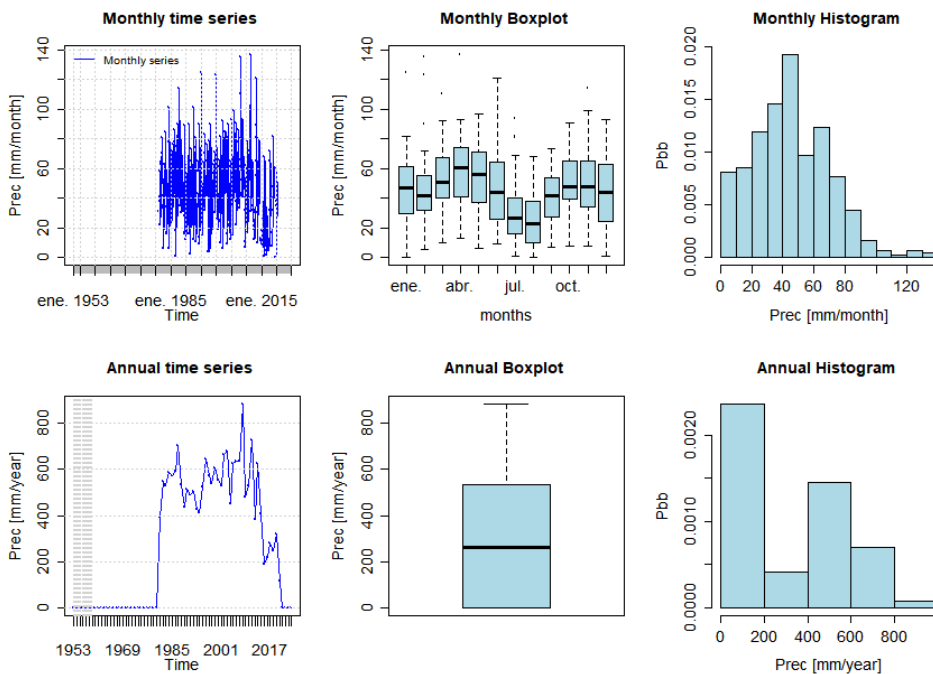 Monthly time series
Prec [mm/month]
0 20 60 100 140
Monthly series
ene. 1953 ene. 1985 ene. 2015
Time
Monthly Boxplot
Prec [mm/month]
0 20 60 100 140
ene. abr. jul. oct.
months
Monthly Histogram
Pbb
0.000 0.005 0.010 0.015 0.020
0 20 40 60 80 120
Prec [mm/month]
Annual time series
Prec [mm/year]
0 200 400 600 800
1953 1969 1985 2001 2017
Time
Annual Boxplot
Prec [mm/year]
0 200 400 600 800
Annual Histogram
Pbb
0.0000 0.0010 0.0020
0 200 400 600 800
Prec [mm/year]